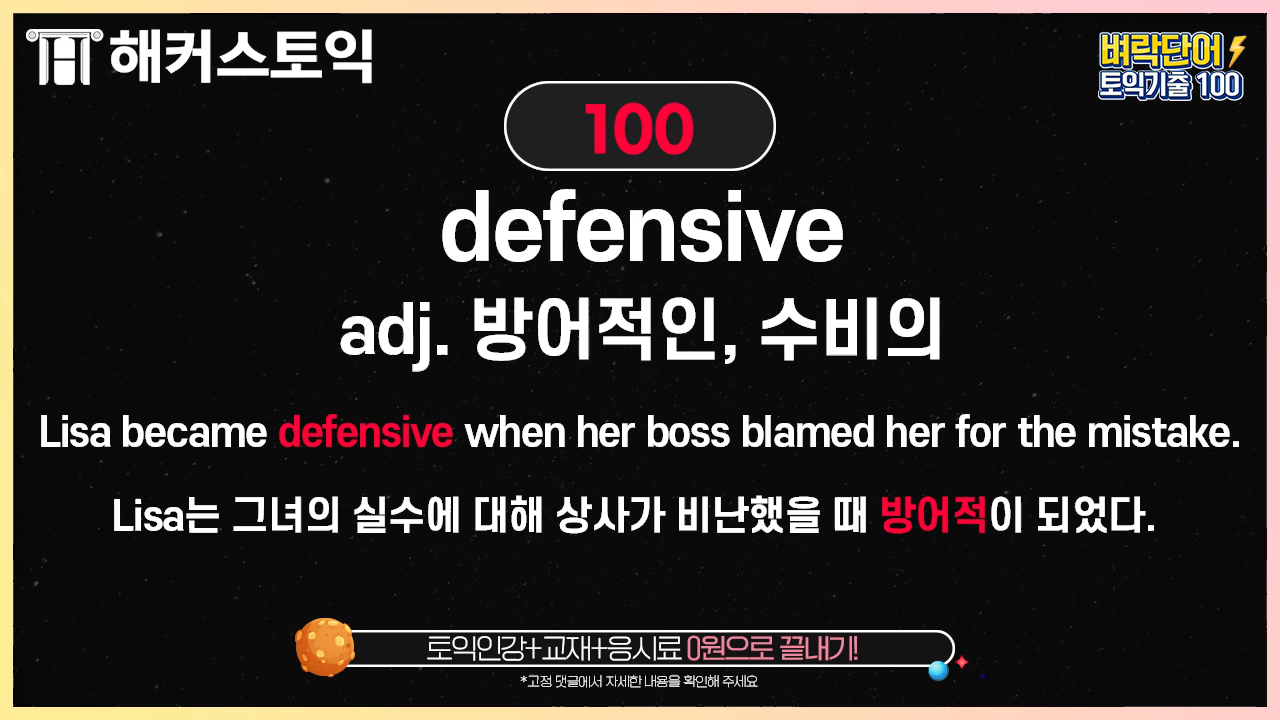 해커스토익
벼락단어
토익기출 100
100
defensive
adj. 방어적인, 수비의
Lisa became defensive when her boss blamed her for the mistake.
Lisa는 그녀의 실수에 대해 상사가 비난했을 때 방어적이 되었다.
토익인강+교재+응시료 0원으로 끝내기!
*고정 댓글에서 자세한 내용을 확인해 주세요